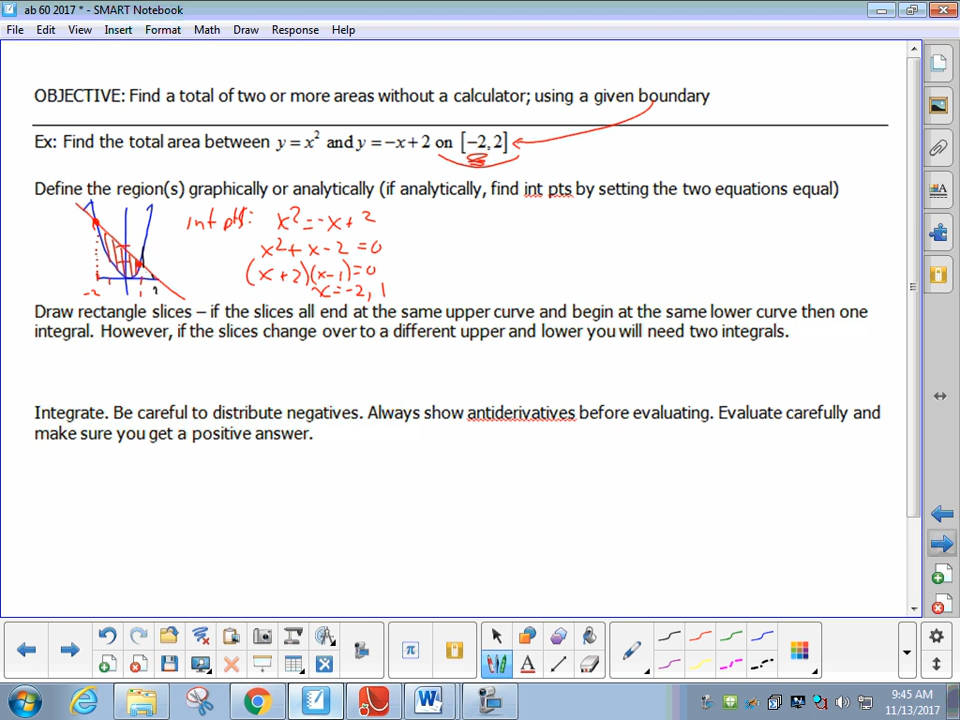 ab 60 2017 * - SMART Notebook
File Edit View Insert Format Math Draw Response Help
OBJECTIVE: Find a total of two or more areas without a calculator; using a given boundary
Ex: Find the total area between y = x² and y = −x + 2 on [−2, 2]
Define the region(s) graphically or analytically (if analytically, find int pts by setting the two equations equal)
int pts: x² = -x + 2
x² + x - 2 = 0
(x + 2)(x - 1) = 0
x = -2, 1
-2 1 2
Draw rectangle slices – if the slices all end at the same upper curve and begin at the same lower curve then one
integral. However, if the slices change over to a different upper and lower you will need two integrals.
Integrate. Be careful to distribute negatives. Always show antiderivatives before evaluating. Evaluate carefully and
make sure you get a positive answer.
π
A
9:45 AM
11/13/2017